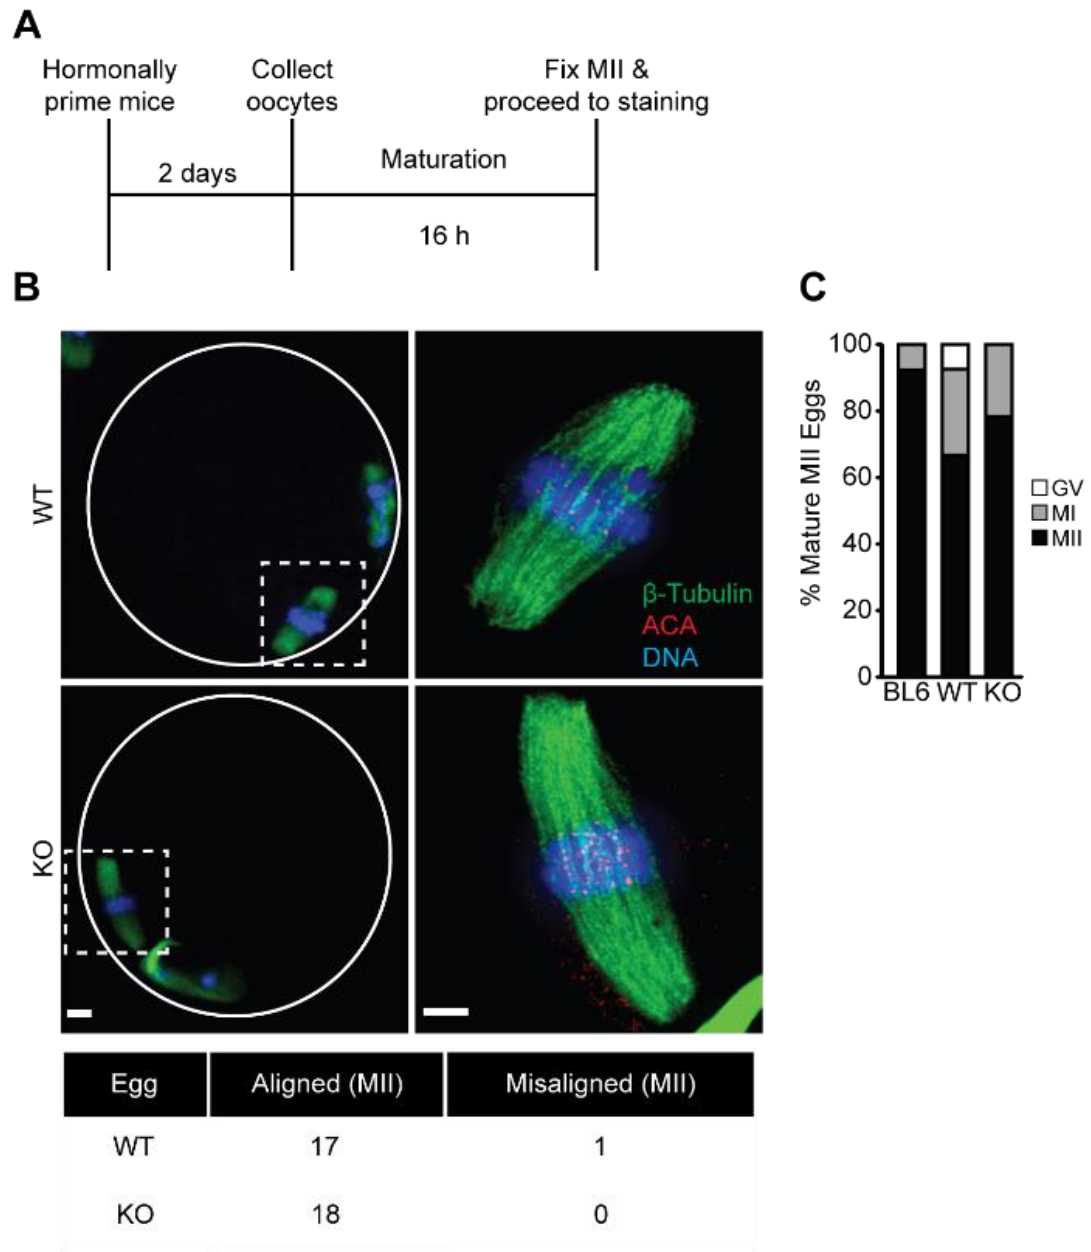 A
Hormonally
prime mice
Collect
oocytes
Fix MII &
proceed to staining
2 days
Maturation
16 h
B
WT
β-Tubulin
ACA
DNA
KO
Egg Aligned (MII) Misaligned (MII)
WT 17 1
KO 18 0
C
% Mature MII Eggs
100
80
60
40
20
0
BL6 WT KO
GV
MI
MII